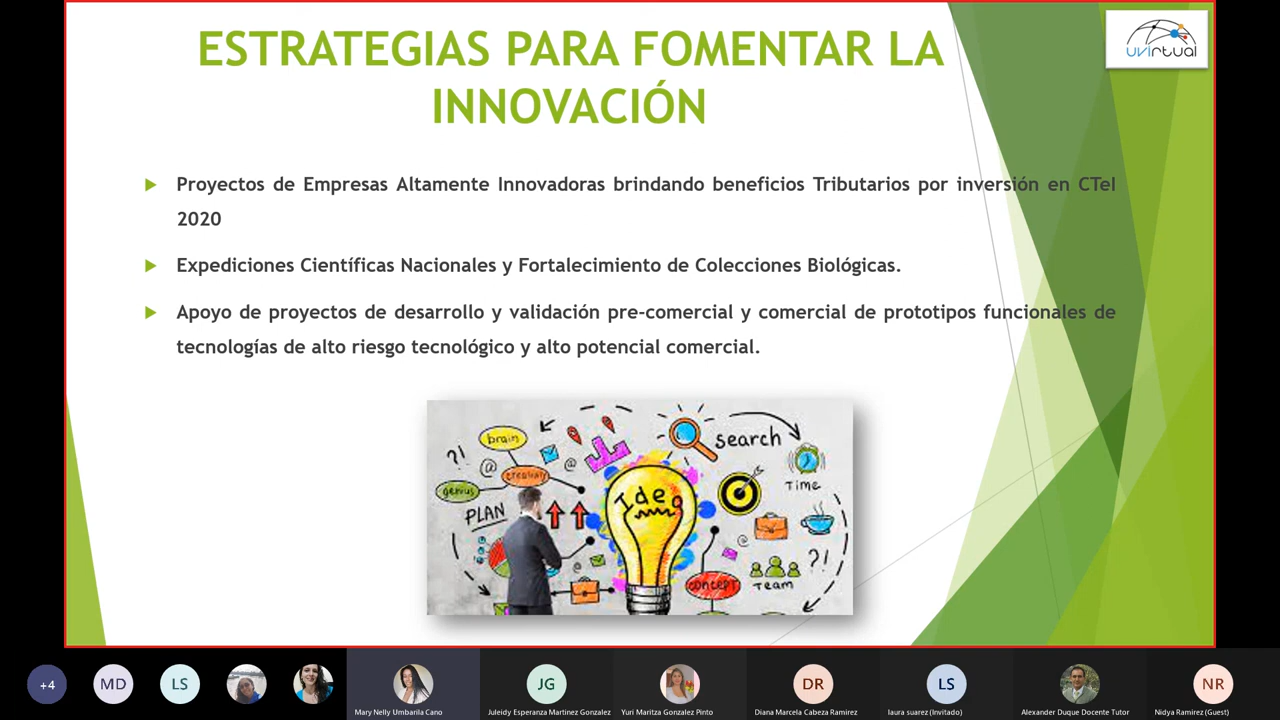 ESTRATEGIAS PARA FOMENTAR LA
INNOVACIÓN
uvirtual
Proyectos de Empresas Altamente Innovadoras brindando beneficios Tributarios por inversión en CTeI
2020
Expediciones Científicas Nacionales y Fortalecimiento de Colecciones Biológicas.
Apoyo de proyectos de desarrollo y validación pre-comercial y comercial de prototipos funcionales de
tecnologías de alto riesgo tecnológico y alto potencial comercial.
brain
search
?!
@
@
creativity
genius
Time
Idea
PLAN
@
?!
concept
Team
+4
MD
LS
JG
DR
LS
NR
Mary Nelly Umbarila Cano
Juleidy Esperanza Martinez Gonzalez
Yuri Maritza Gonzalez Pinto
Diana Marcela Cabeza Ramirez
laura suarez (Invitado)
Alexander Duque Docente Tutor
Nidya Ramirez (Guest)